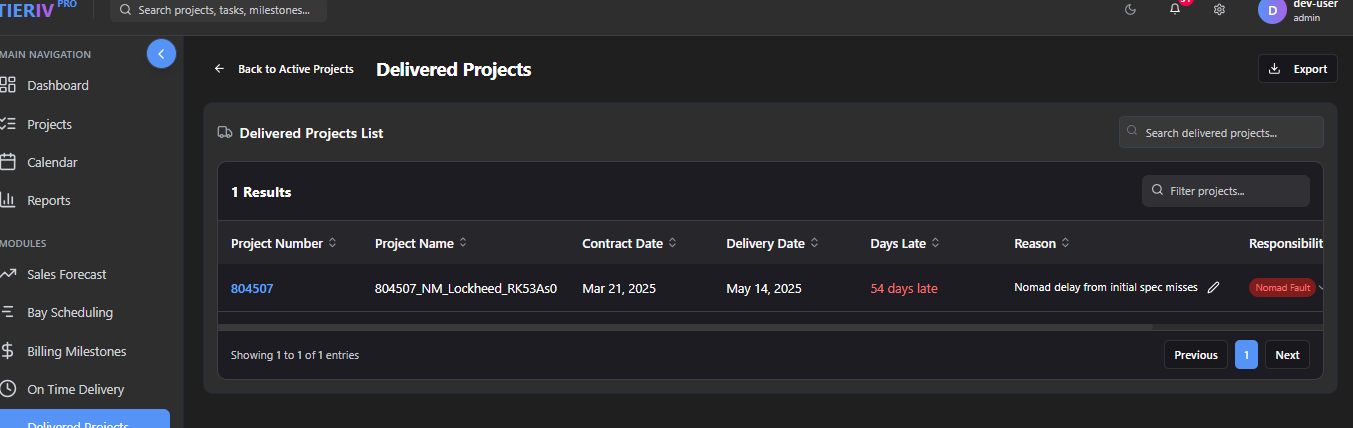 TIERIV PRO
Search projects, tasks, milestones...
dev-user
admin
D
MAIN NAVIGATION
Dashboard
Projects
Calendar
Reports
MODULES
Sales Forecast
Bay Scheduling
Billing Milestones
On Time Delivery
Delivered Projects
Back to Active Projects
Delivered Projects
Export
Delivered Projects List
Search delivered projects...
1 Results
Filter projects...
Project Number Project Name Contract Date Delivery Date Days Late Reason Responsibilit
804507 804507_NM_Lockheed_RK53As0 Mar 21, 2025 May 14, 2025 54 days late Nomad delay from initial spec misses Nomad Fault
Showing 1 to 1 of 1 entries
Previous 1 Next